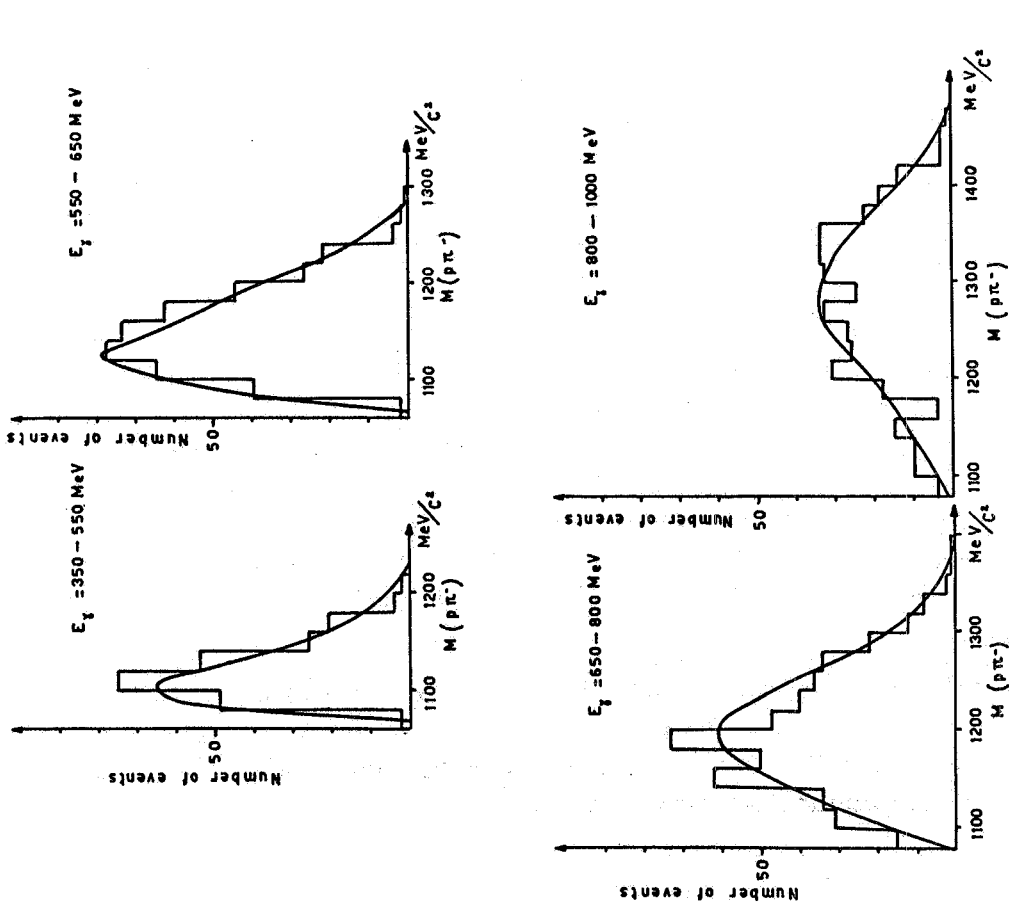 E_γ = 350 – 550 MeV
Number of events
50
1100
1200
MeV/C²
M (pπ⁻)
E_γ = 550 – 650 MeV
Number of events
50
1100
1200
1300
MeV/C²
M (pπ⁻)
E_γ = 650 – 800 MeV
Number of events
50
1100
1200
1300
MeV/C²
M (pπ⁻)
E_γ = 800 – 1000 MeV
Number of events
50
1100
1200
1300
1400
MeV/C²
M (pπ⁻)